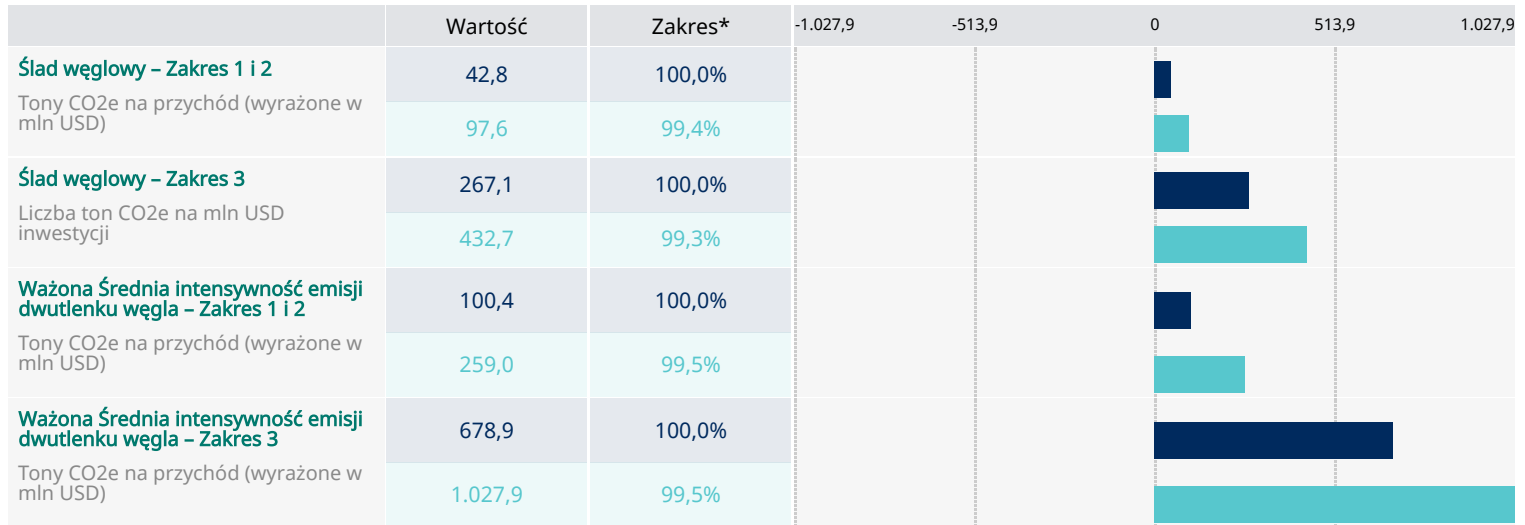 Wartość Zakres* -1.027,9 -513,9 0 513,9 1.027,9
Ślad węglowy – Zakres 1 i 2
Tony CO2e na przychód (wyrażone w
mln USD)
42,8 100,0%
97,6 99,4%
Ślad węglowy – Zakres 3
Liczba ton CO2e na mln USD
inwestycji
267,1 100,0%
432,7 99,3%
Ważona Średnia intensywność emisji
dwutlenku węgla – Zakres 1 i 2
Tony CO2e na przychód (wyrażone w
mln USD)
100,4 100,0%
259,0 99,5%
Ważona Średnia intensywność emisji
dwutlenku węgla – Zakres 3
Tony CO2e na przychód (wyrażone w
mln USD)
678,9 100,0%
1.027,9 99,5%